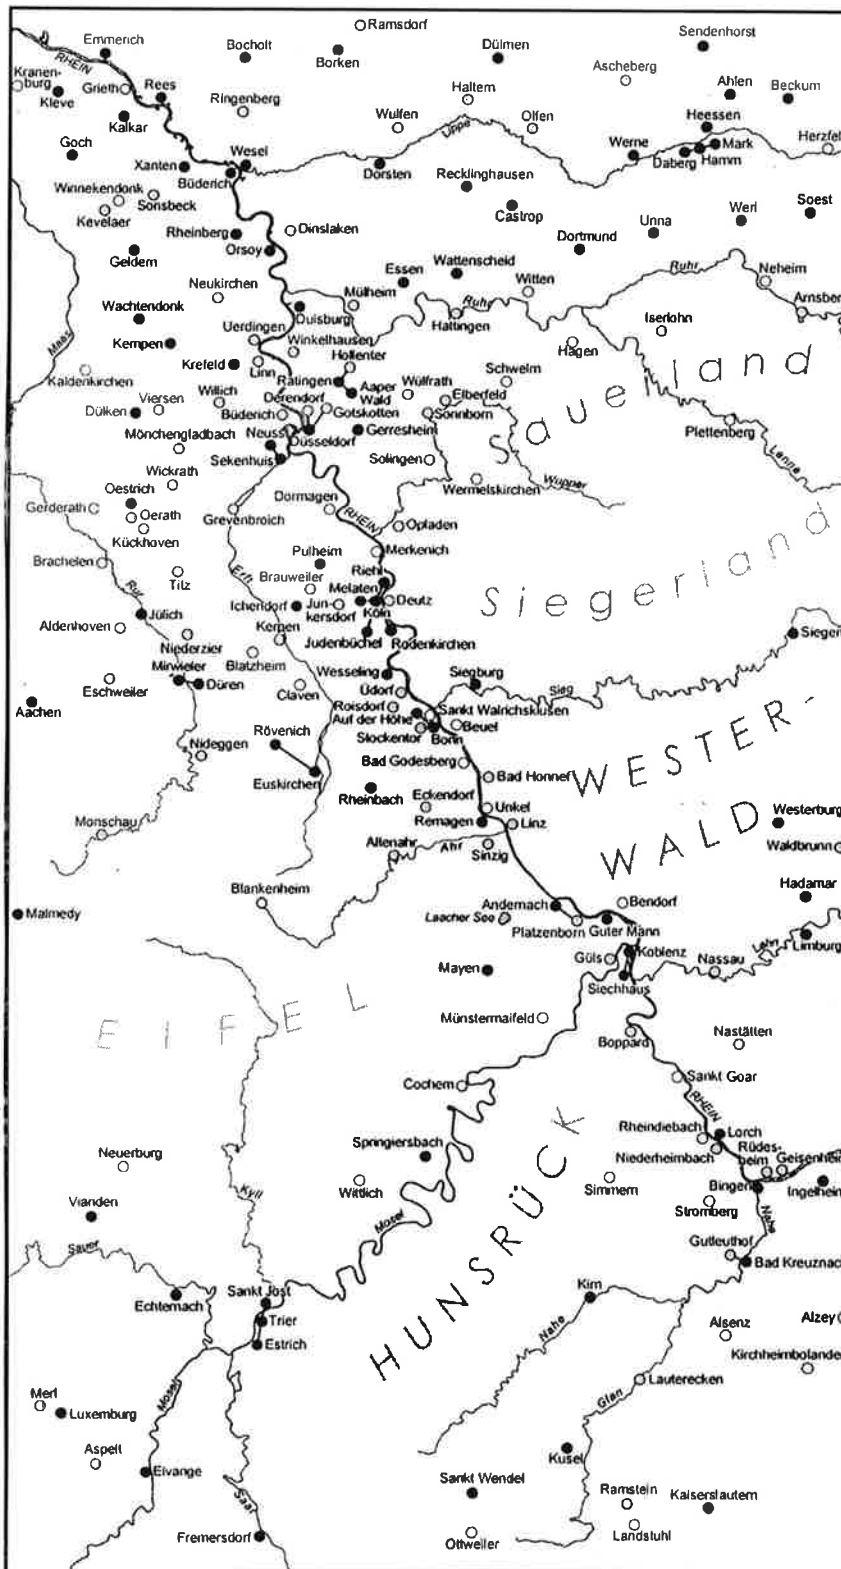 Ramsdorf
Emmerich
Bocholt
Borken
Dülmen
Sendenhorst
RHEIN
Kranen-
burg
Kleve
Grieth
Rees
Ascheberg
Ahlen
Beckum
Haltern
Ringenberg
Kalkar
Wulfen
Lippe
Olfen
Heessen
Goch
Wesel
Werne
Mark
Herzfel
Daberg
Hamm
Xanten
Büderich
Dorsten
Recklinghausen
Winnekendonk
Sonsbeck
Kevelaer
Castrop
Soest
Werl
Unna
Rheinberg
Dinslaken
Orsoy
Dortmund
Geldern
Essen
Wattenscheid
Ruhr
Neheim
Neukirchen
Mülheim
Witten
Wachtendonk
Duisburg
Ruhr
Hattingen
Arnsber
Iserlohn
Uerdingen
Winkelhausen
Maas
Kempen
Hollenter
Hagen
Krefeld
Linn
Sauerland
Kaldenkirchen
Ratingen
Aaper
Wald
Wülfrath
Schwelm
Elberfeld
Willich
Derendorf
Viersen
Büderich
Gotskotten
Sonnborn
Dülken
Plettenberg
Mönchengladbach
Neuss
Düsseldorf
Gerresheim
Sekenhuis
Solingen
Lenne
Wickrath
Wermelskirchen
Wupper
Oestrich
Dormagen
Gerderath
Oerath
Grevenbroich
RHEIN
Opladen
Kückhoven
Siegerland
Pulheim
Merkenich
Brachelen
Tilz
Erft
Brauweiler
Riehl
Melaten
Rur
Jülich
Ichendorf
Jun-
kersdorf
Köln
Deutz
Aldenhoven
Kerpen
Niederzier
Judenbüchel
Rodenkirchen
Siegen
Mirweiler
Blatzheim
Wesseling
Siegburg
Eschweiler
Düren
Claven
Üdorf
Sieg
Aachen
Roisdorf
Sankt Walrichskiusen
Auf der Höhe
Beuel
Rövenich
Stockentor
Bonn
WESTER-
Nideggen
Bad Godesberg
Bad Honnef
Euskirchen
Rheinbach
Eckendorf
Unkel
Monschau
Remagen
Linz
WALD
Westerburg
Ahr
Sinzig
Altenahr
Waldbrunn
Hadamar
Blankenheim
Andernach
Bendorf
Malmedy
Laacher See
Platzenborn
Guter Mann
Lahn
Limburg
Koblenz
Güls
Nassau
Mayen
Siechhaus
EIFEL
Münstermaifeld
Boppard
Nastätten
Cochem
Sankt Goar
RHEIN
Rheindiebach
Lorch
Neuerburg
Springiersbach
Niederheimbach
Rüdes-
heim
Geisenheim
Kyll
Wittlich
Simmern
Bingen
Ingelheim
Vianden
Mosel
Stromberg
Nahe
Sauer
HUNSRÜCK
Gutleuthof
Bad Kreuznach
Echternach
Sankt Jost
Kirn
Trier
Nahe
Alsenz
Alzey
Estrich
Kirchheimbolanden
Mosel
Lauterecken
Merl
Glan
Luxemburg
Aspelt
Kusel
Elvange
Sankt Wendel
Ramstein
Kaiserslautern
Saar
Fremersdorf
Ottweiler
Landstuhl